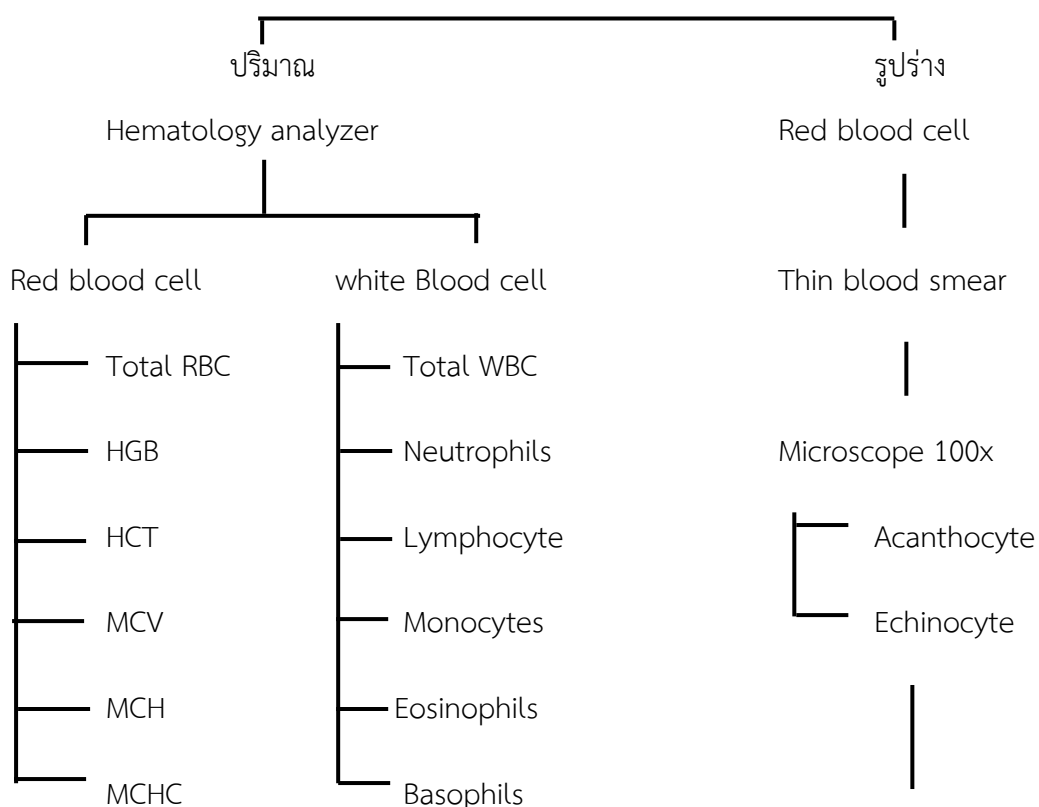 ปริมาณ
รูปร่าง
Hematology analyzer
Red blood cell
Red blood cell
white Blood cell
Thin blood smear
Total RBC
Total WBC
HGB
Neutrophils
Microscope 100x
HCT
Lymphocyte
Acanthocyte
MCV
Monocytes
Echinocyte
MCH
Eosinophils
MCHC
Basophils